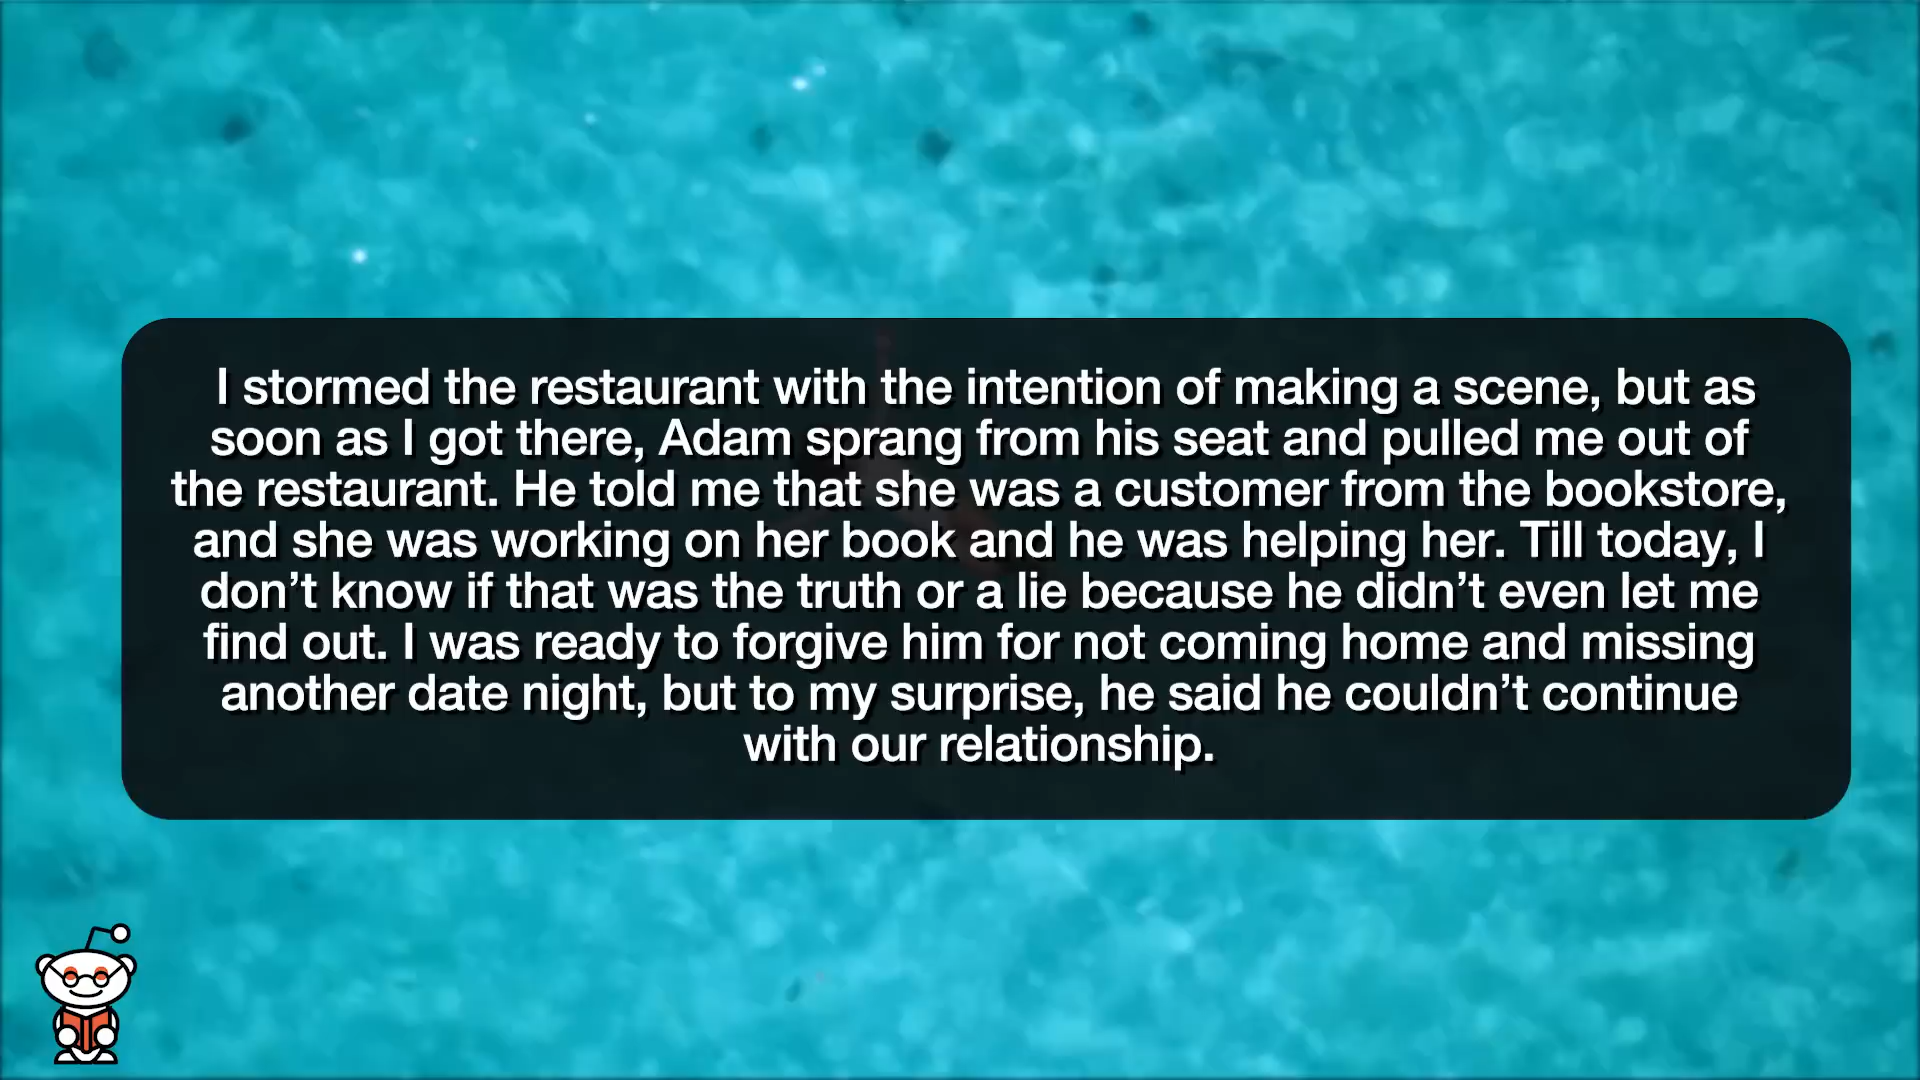 I stormed the restaurant with the intention of making a scene, but as
soon as I got there, Adam sprang from his seat and pulled me out of
the restaurant. He told me that she was a customer from the bookstore,
and she was working on her book and he was helping her. Till today, I
don’t know if that was the truth or a lie because he didn’t even let me
find out. I was ready to forgive him for not coming home and missing
another date night, but to my surprise, he said he couldn’t continue
with our relationship.